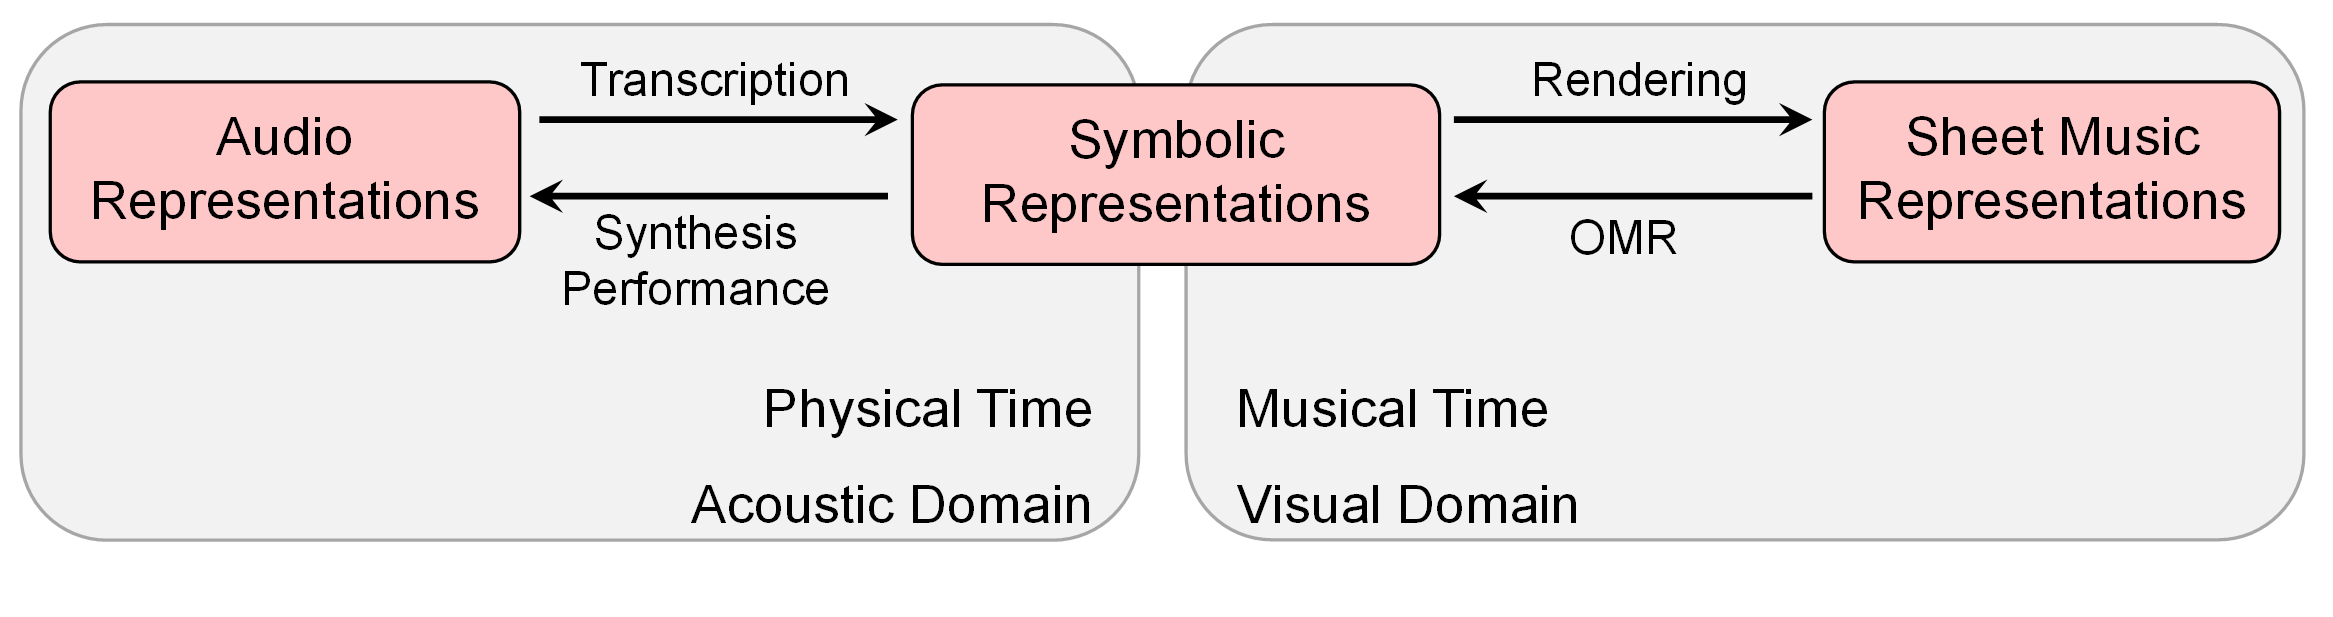 Audio
Representations
Transcription
Synthesis
Performance
Symbolic
Representations
Rendering
OMR
Sheet Music
Representations
Physical Time
Acoustic Domain
Musical Time
Visual Domain